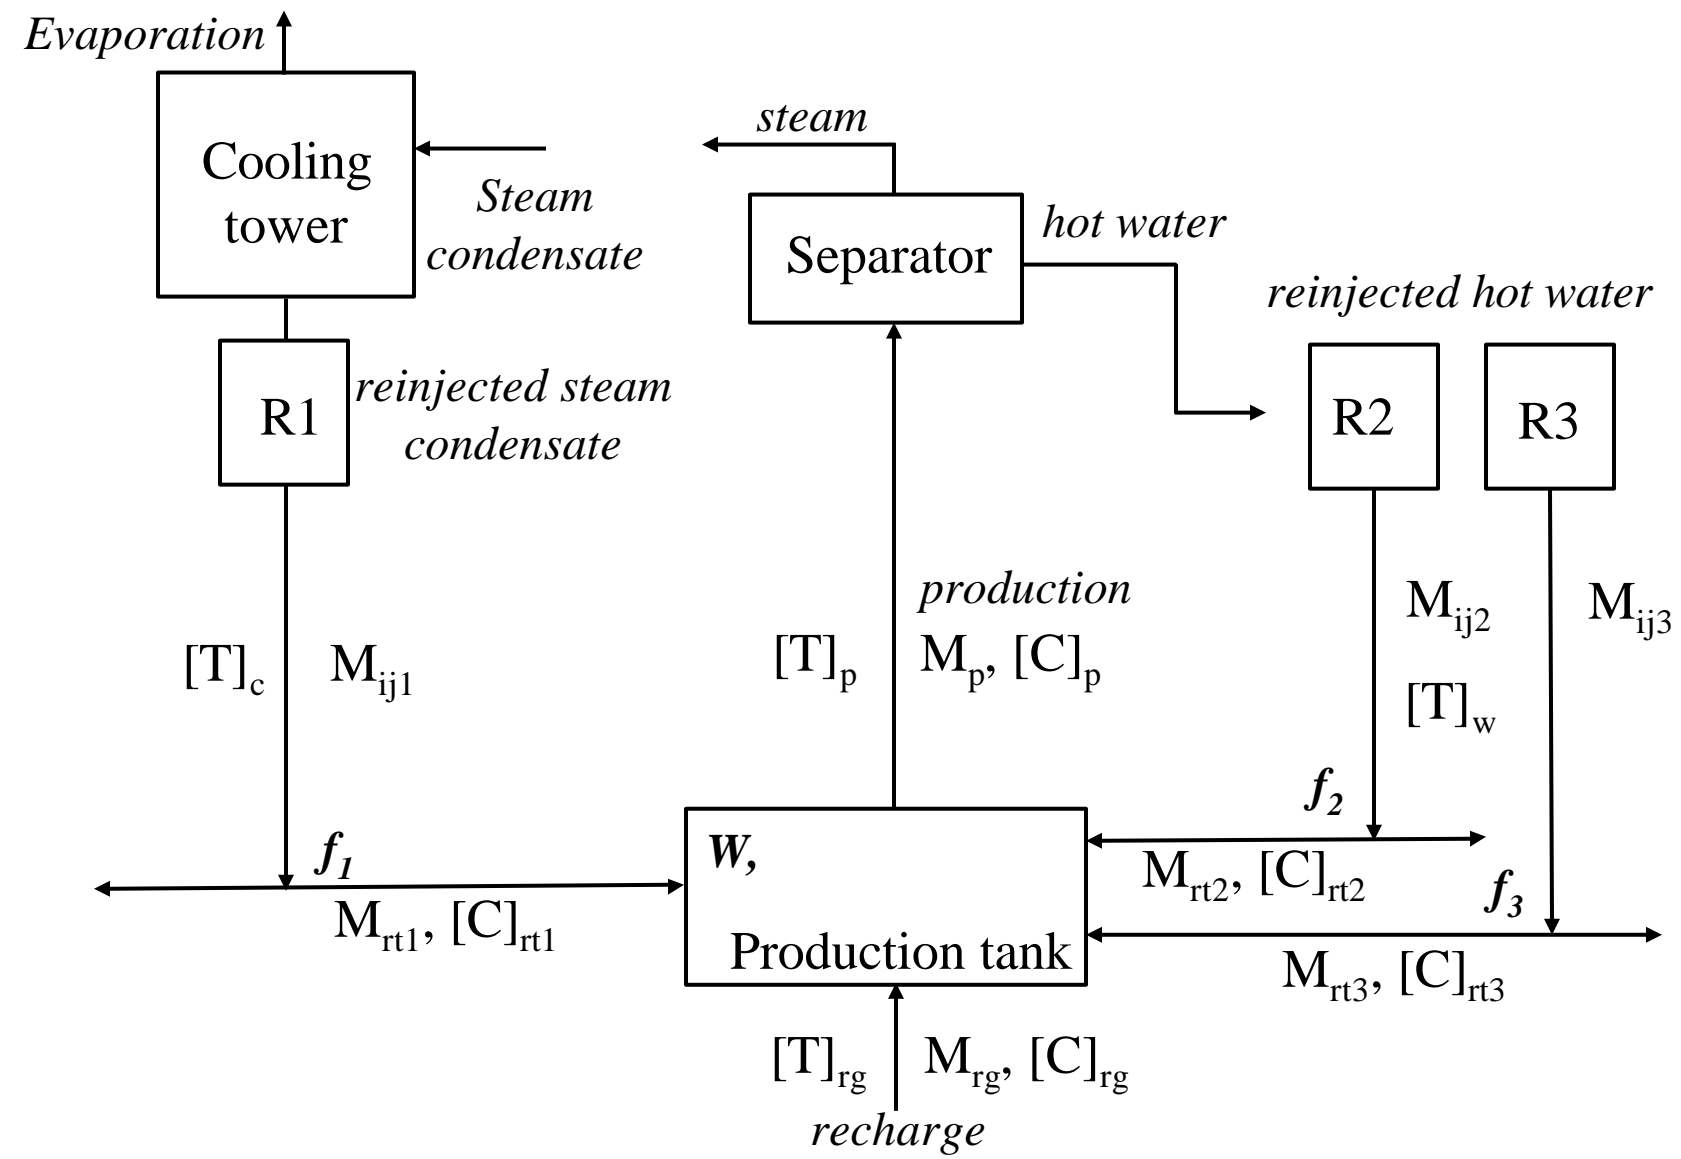 Evaporation
Cooling
tower
steam
Steam
condensate
Separator
hot water
reinjected hot water
R1
reinjected steam
condensate
R2
R3
production
[T]c
Mij1
[T]p
Mp, [C]p
Mij2
Mij3
[T]w
f1
f2
f3
W,
Production tank
Mrt1, [C]rt1
Mrt2, [C]rt2
Mrt3, [C]rt3
[T]rg
Mrg, [C]rg
recharge